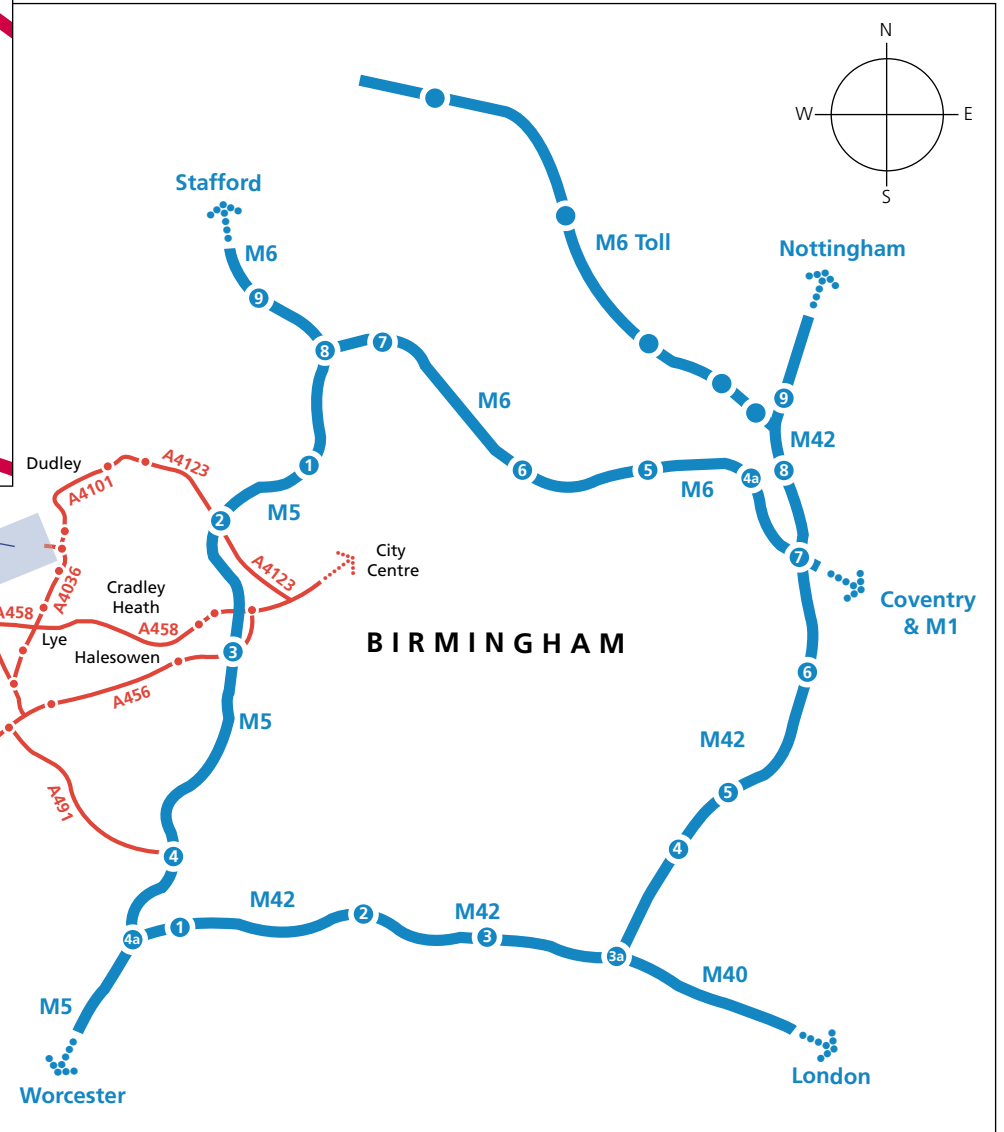 N
W
E
S
Stafford
M6
M6 Toll
Nottingham
9
8
7
9
M6
M42
Dudley
A4123
A4101
1
6
5
M6
4a
8
2
M5
7
City
Centre
A4123
A4036
Cradley
Heath
A458
A458
Lye
Halesowen
3
BIRMINGHAM
Coventry
& M1
6
A456
M5
M42
5
A491
4
4
M42
2
M42
1
3
4a
3a
M40
M5
London
Worcester